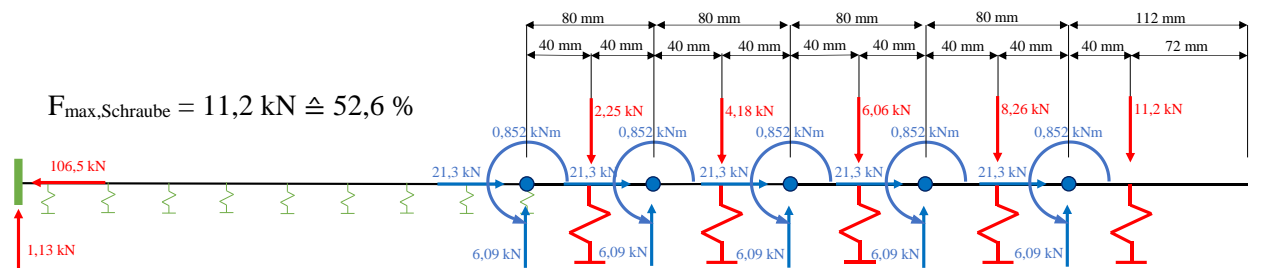 80 mm 80 mm 80 mm 80 mm 112 mm
40 mm 40 mm 40 mm 40 mm 40 mm 40 mm 40 mm 40 mm 40 mm 72 mm
Fmax,Schraube = 11,2 kN ≙ 52,6 %
2,25 kN 4,18 kN 6,06 kN 8,26 kN 11,2 kN
0,852 kNm 0,852 kNm 0,852 kNm 0,852 kNm 0,852 kNm
106,5 kN 21,3 kN 21,3 kN 21,3 kN 21,3 kN 21,3 kN
1,13 kN 6,09 kN 6,09 kN 6,09 kN 6,09 kN 6,09 kN